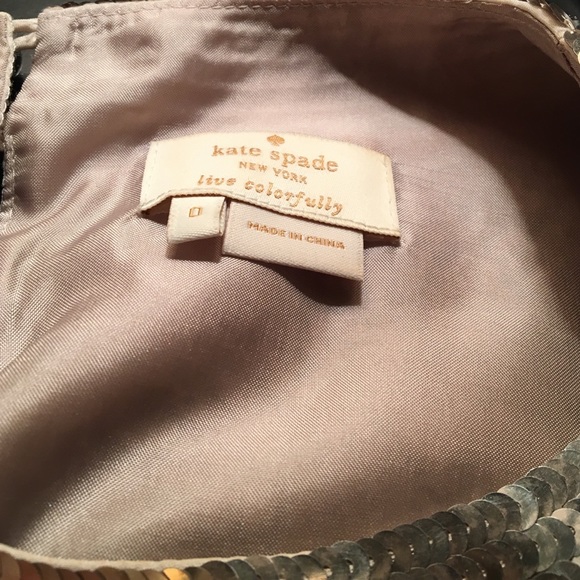 kate spade
NEW YORK
live colorfully
0
MADE IN CHINA